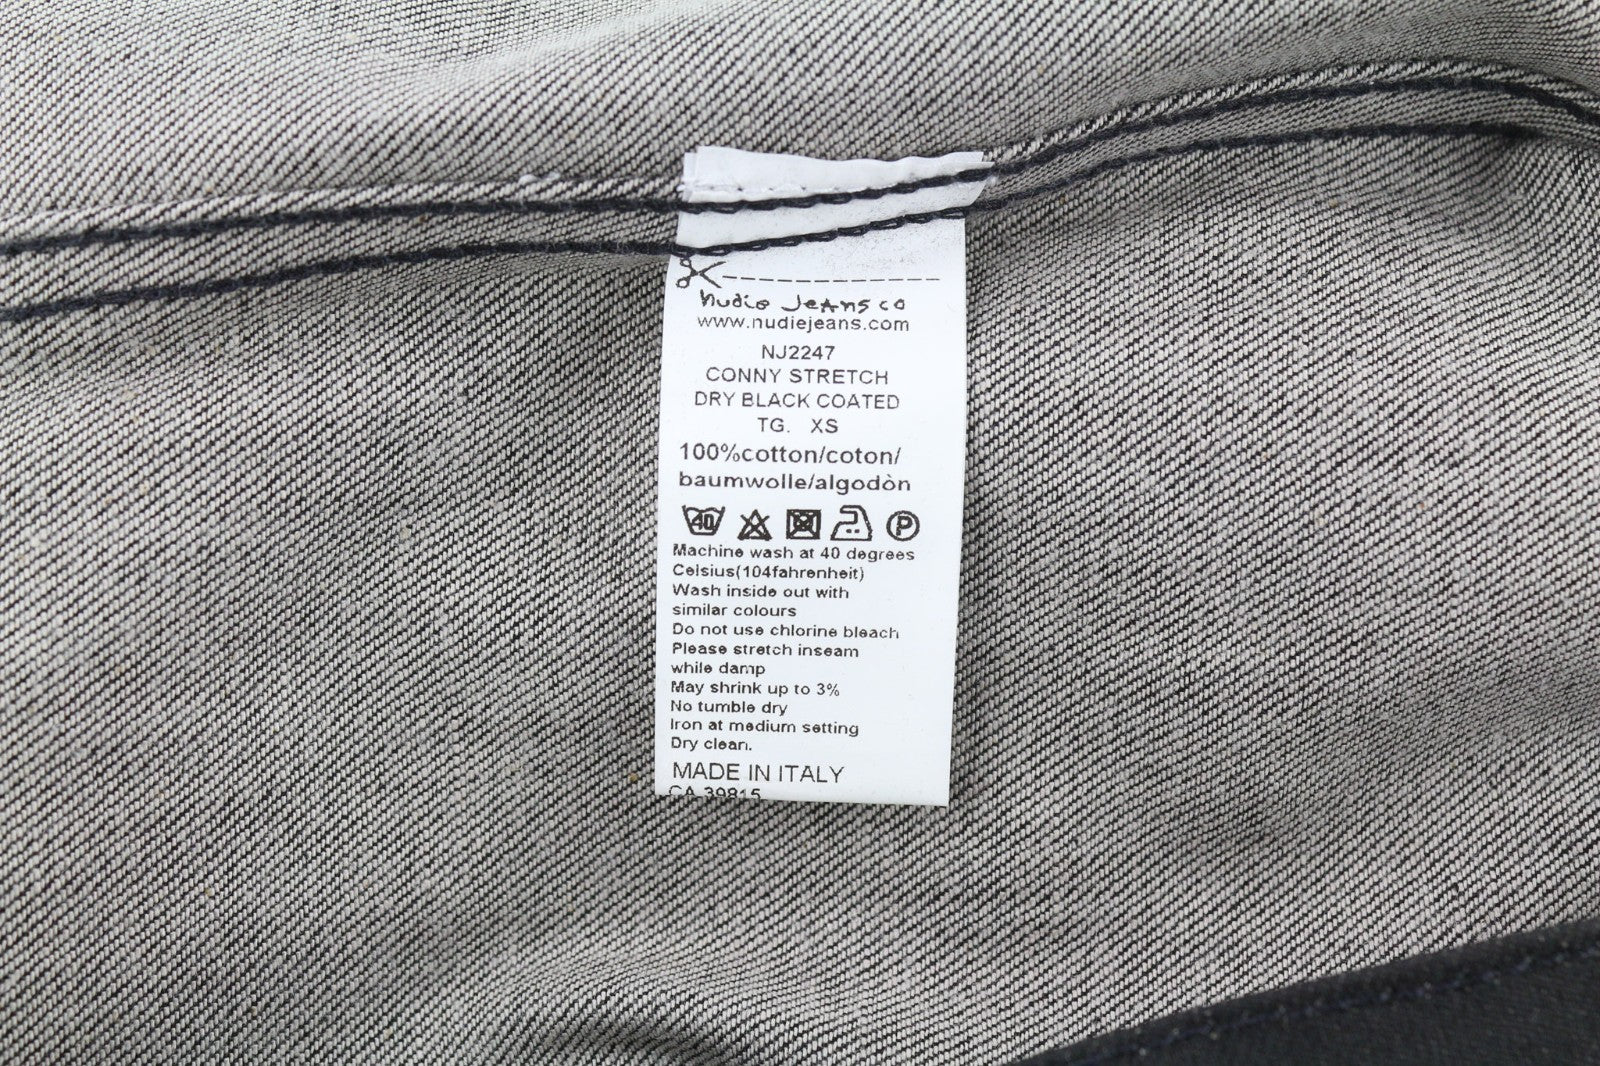 nudie Jeans co
www.nudiejeans.com
NJ2247
CONNY STRETCH
DRY BLACK COATED
TG. XS
100%cotton/coton/
baumwolle/algodòn
40 P
Machine wash at 40 degrees
Celsius(104fahrenheit)
Wash inside out with
similar colours
Do not use chlorine bleach
Please stretch inseam
while damp
May shrink up to 3%
No tumble dry
Iron at medium setting
Dry clean.
MADE IN ITALY
CA 39815